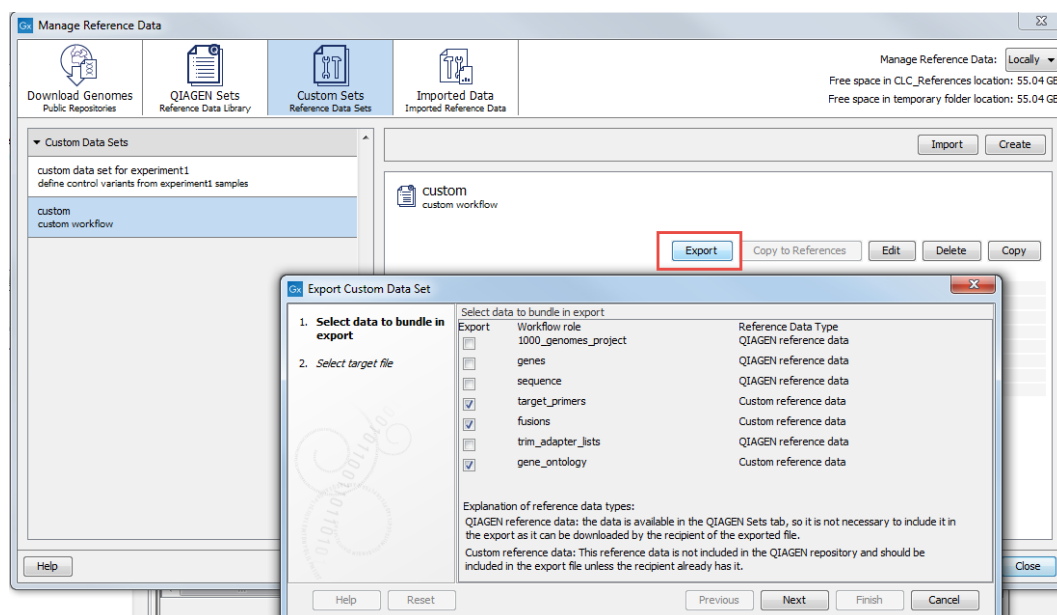 Gx Manage Reference Data
Download Genomes
Public Repositories
QIAGEN Sets
Reference Data Library
Custom Sets
Reference Data Sets
Imported Data
Imported Reference Data
Manage Reference Data: Locally
Free space in CLC_References location: 55.04 GB
Free space in temporary folder location: 55.04 GB
Custom Data Sets
custom data set for experiment1
define control variants from experiment1 samples
custom
custom workflow
Import Create
custom
custom workflow
Export Copy to References Edit Delete Copy
Gx Export Custom Data Set
1. Select data to bundle in
export
2. Select target file
Select data to bundle in export
Export Workflow role Reference Data Type
1000_genomes_project QIAGEN reference data
genes QIAGEN reference data
sequence QIAGEN reference data
target_primers Custom reference data
fusions Custom reference data
trim_adapter_lists QIAGEN reference data
gene_ontology Custom reference data
Explanation of reference data types:
QIAGEN reference data: the data is available in the QIAGEN Sets tab, so it is not necessary to include it in
the export as it can be downloaded by the recipient of the exported file.
Custom reference data: This reference data is not included in the QIAGEN repository and should be
included in the export file unless the recipient already has it.
Help Reset Previous Next Finish Cancel
Help
Close